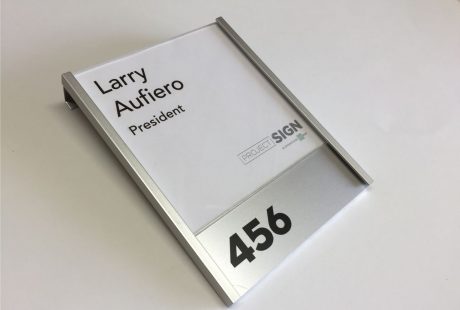 Larry
Aufiero
President
PROJECT SIGN
456